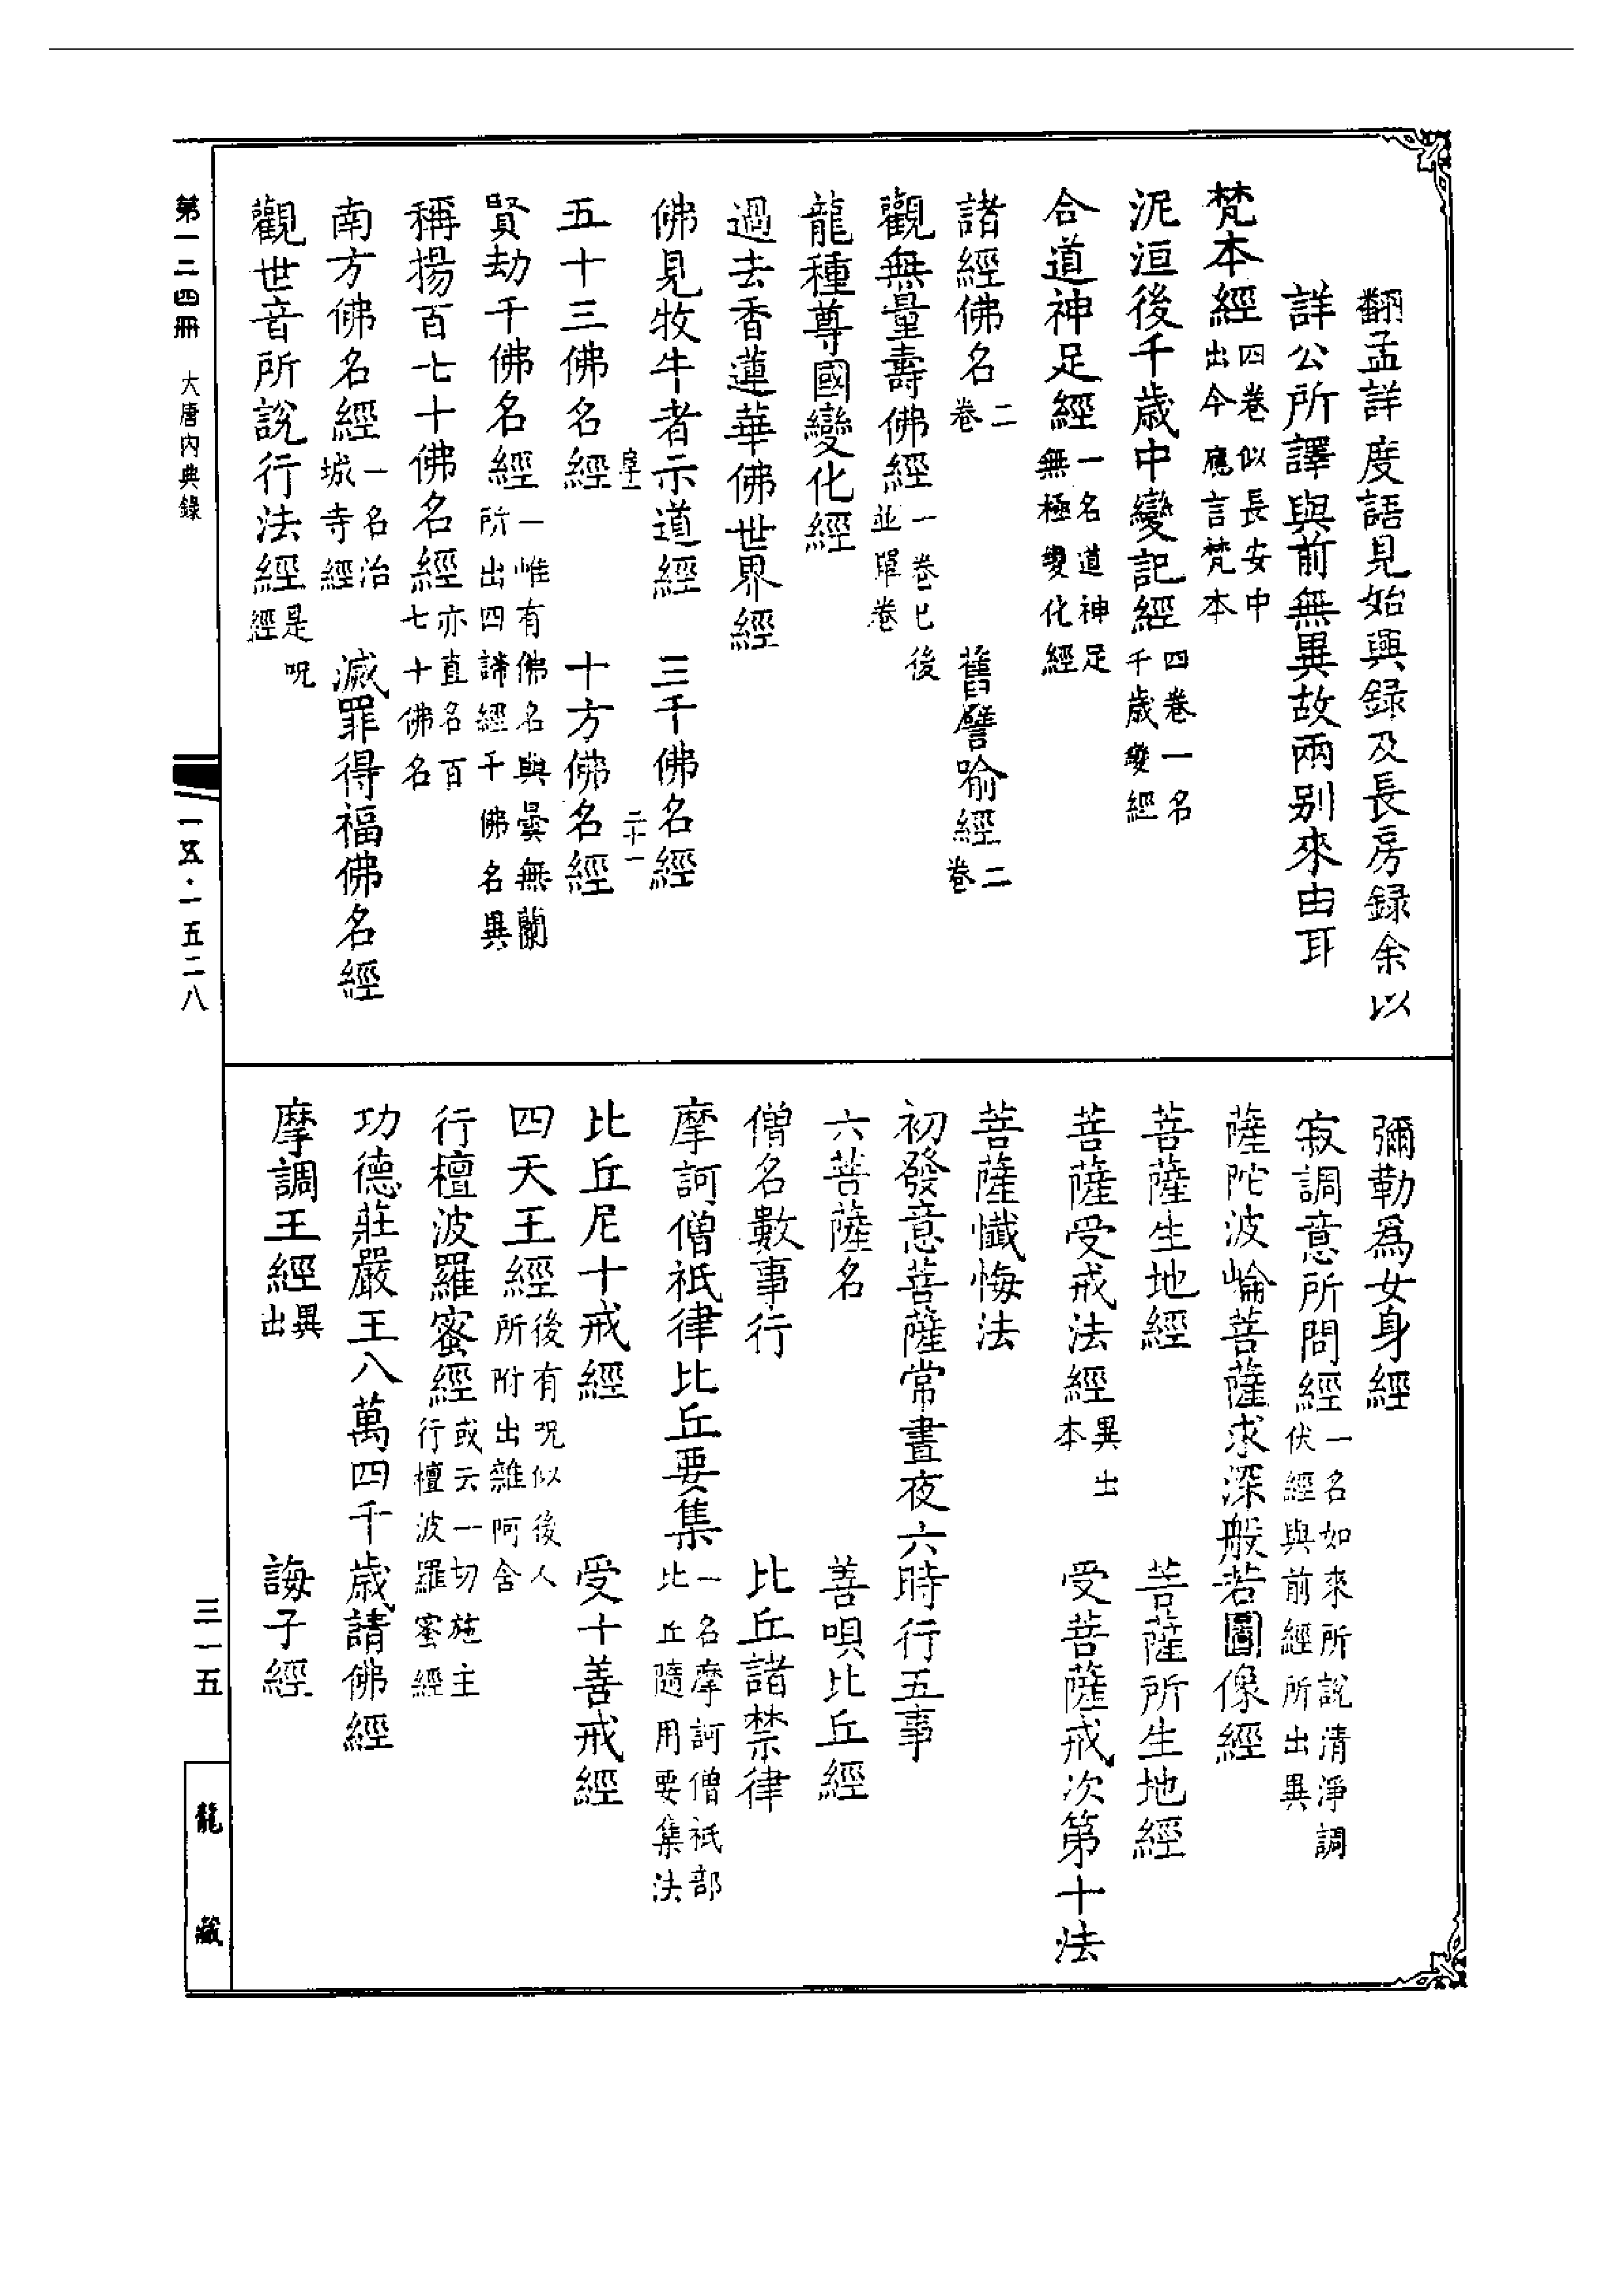 翻孟詳度語見始興録及長房録余以
詳公所譯與前無異故兩别來由耳
梵本經四卷似長安中出今應言梵本
泥洹後千歳中變記經四卷一名千歳變經
合道神足經一名道神足無極變化經
諸經佛名二卷 舊譬喻經二卷
觀無量壽佛經一卷已後並單卷
龍種尊國變化經
過去香蓮華佛世界經
佛見牧牛者示道經 三千佛名經
二十一
五十三佛名經 十方佛名經
賢劫千佛名經一惟有佛名與曇無蘭所出四諦經千佛名異
稱揚百七十佛名經亦直名百七十佛名
南方佛名經一名治城寺經 滅罪得福佛名經
觀世音所說行法經是呪經
彌勒爲女身經
寂調意所問經一名如來所說清淨調伏經與前經所出異
薩陀波崘菩薩求深般若圖像經
菩薩生地經 菩薩所生地經
菩薩受戒法經異出本 受菩薩戒次第十法
菩薩懺悔法
初發意菩薩常晝夜六時行五事
六菩薩名 善唄比丘經
僧名數事行 比丘諸禁律
摩訶僧祇律比丘要集一名摩訶僧祇部比丘隨用要集法
比丘尼十戒經 受十善戒經
四天王經後有呪似後人所附出雜阿含
行檀波羅蜜經或云一切施主行檀波羅蜜經
功德莊嚴王八萬四千歳請佛經
摩調王經異出 誨子經
第一二四冊 大唐内典錄
一五·一五二八
三一五
龍藏